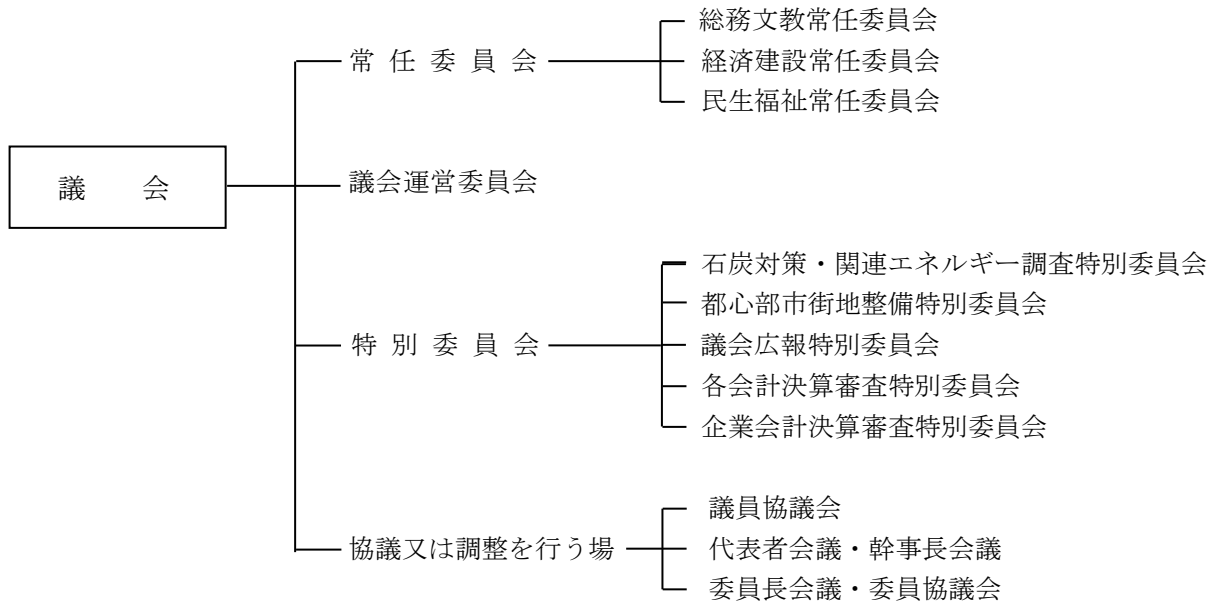 議　会
常 任 委 員 会
総務文教常任委員会
経済建設常任委員会
民生福祉常任委員会
議会運営委員会
特 別 委 員 会
石炭対策・関連エネルギー調査特別委員会
都心部市街地整備特別委員会
議会広報特別委員会
各会計決算審査特別委員会
企業会計決算審査特別委員会
協議又は調整を行う場
議員協議会
代表者会議・幹事長会議
委員長会議・委員協議会